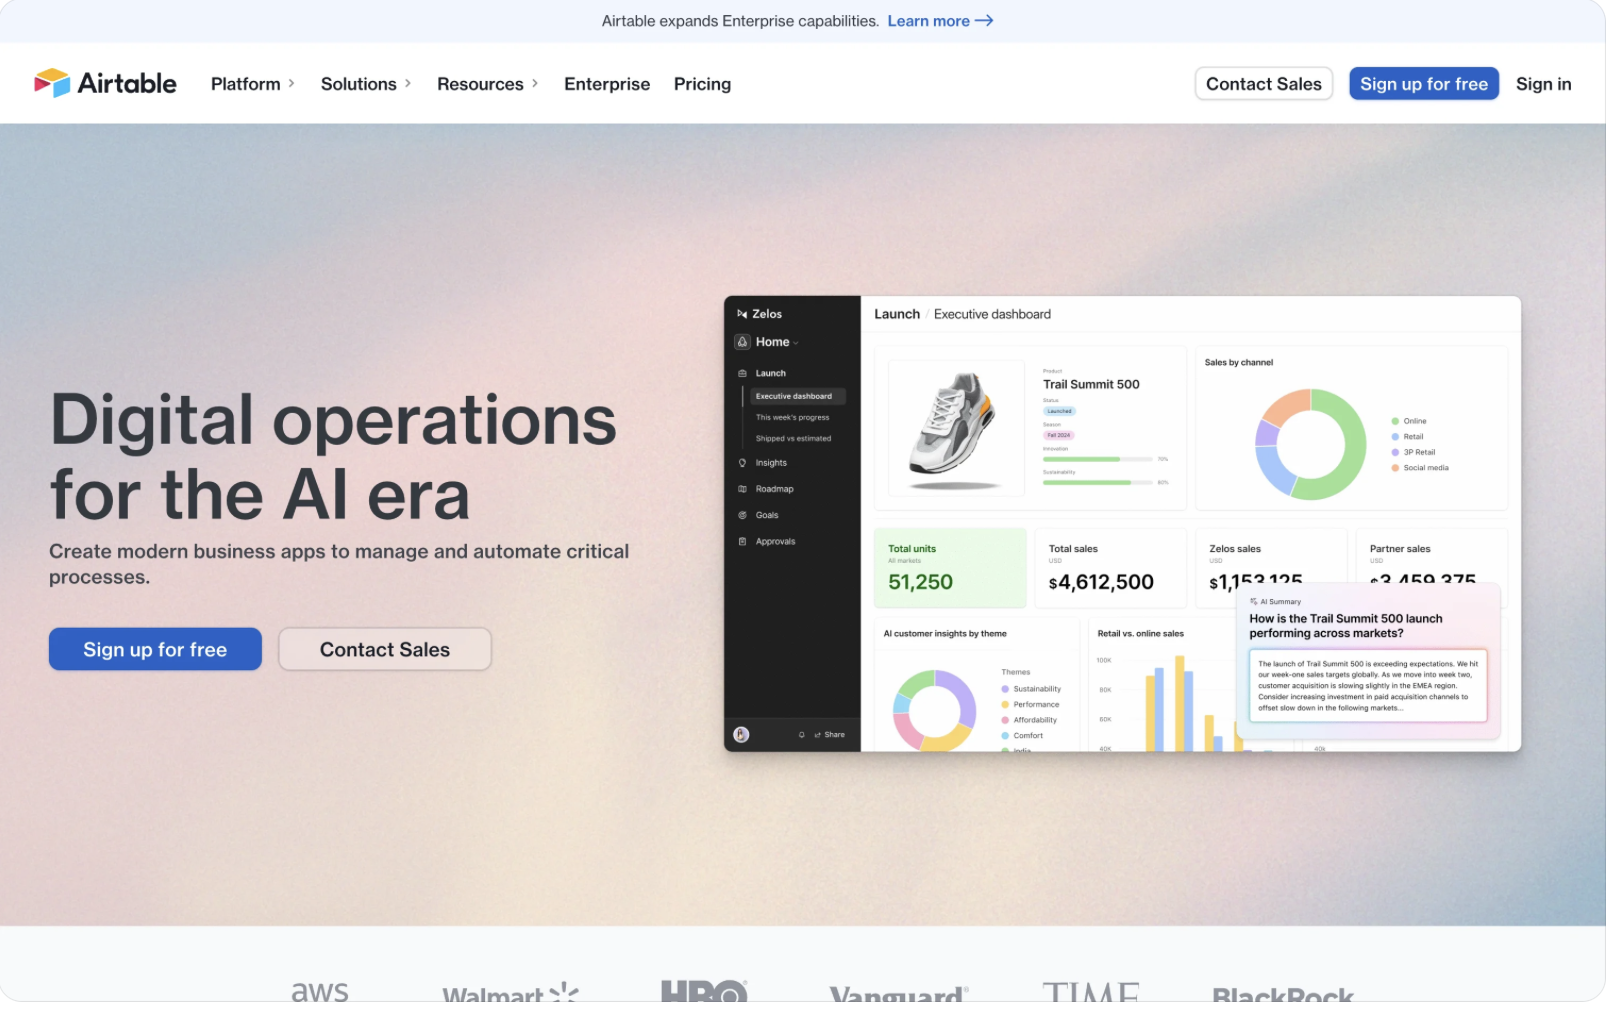 Airtable expands Enterprise capabilities. Learn more
Airtable
Platform
Solutions
Resources
Enterprise
Pricing
Contact Sales
Sign up for free
Sign in
Digital operations
for the AI era
Create modern business apps to manage and automate critical
processes.
Sign up for free
Contact Sales
Zelos
Home
Launch
Executive dashboard
This week's progress
Shipped vs estimated
Insights
Roadmap
Goals
Approvals
Share
Launch / Executive dashboard
Product
Trail Summit 500
Status
Launched
Season
Fall 2024
Innovation
70%
Sustainability
80%
Sales by channel
Online
Retail
3P Retail
Social media
Total units
All markets
51,250
Total sales
USD
$4,612,500
Zelos sales
USD
$1,153,125
Partner sales
USD
$3,459,375
AI customer insights by theme
Themes
Sustainability
Performance
Affordability
Comfort
India
Retail vs. online sales
100K
80K
60K
40K
AI Summary
How is the Trail Summit 500 launch
performing across markets?
The launch of Trail Summit 500 is exceeding expectations. We hit
our week-one sales targets globally. As we move into week two,
customer acquisition is slowing slightly in the EMEA region.
Consider increasing investment in paid acquisition channels to
offset slow down in the following markets...
40k
aws
Walmart
HBO
Vanguard
TIME
BlackRock